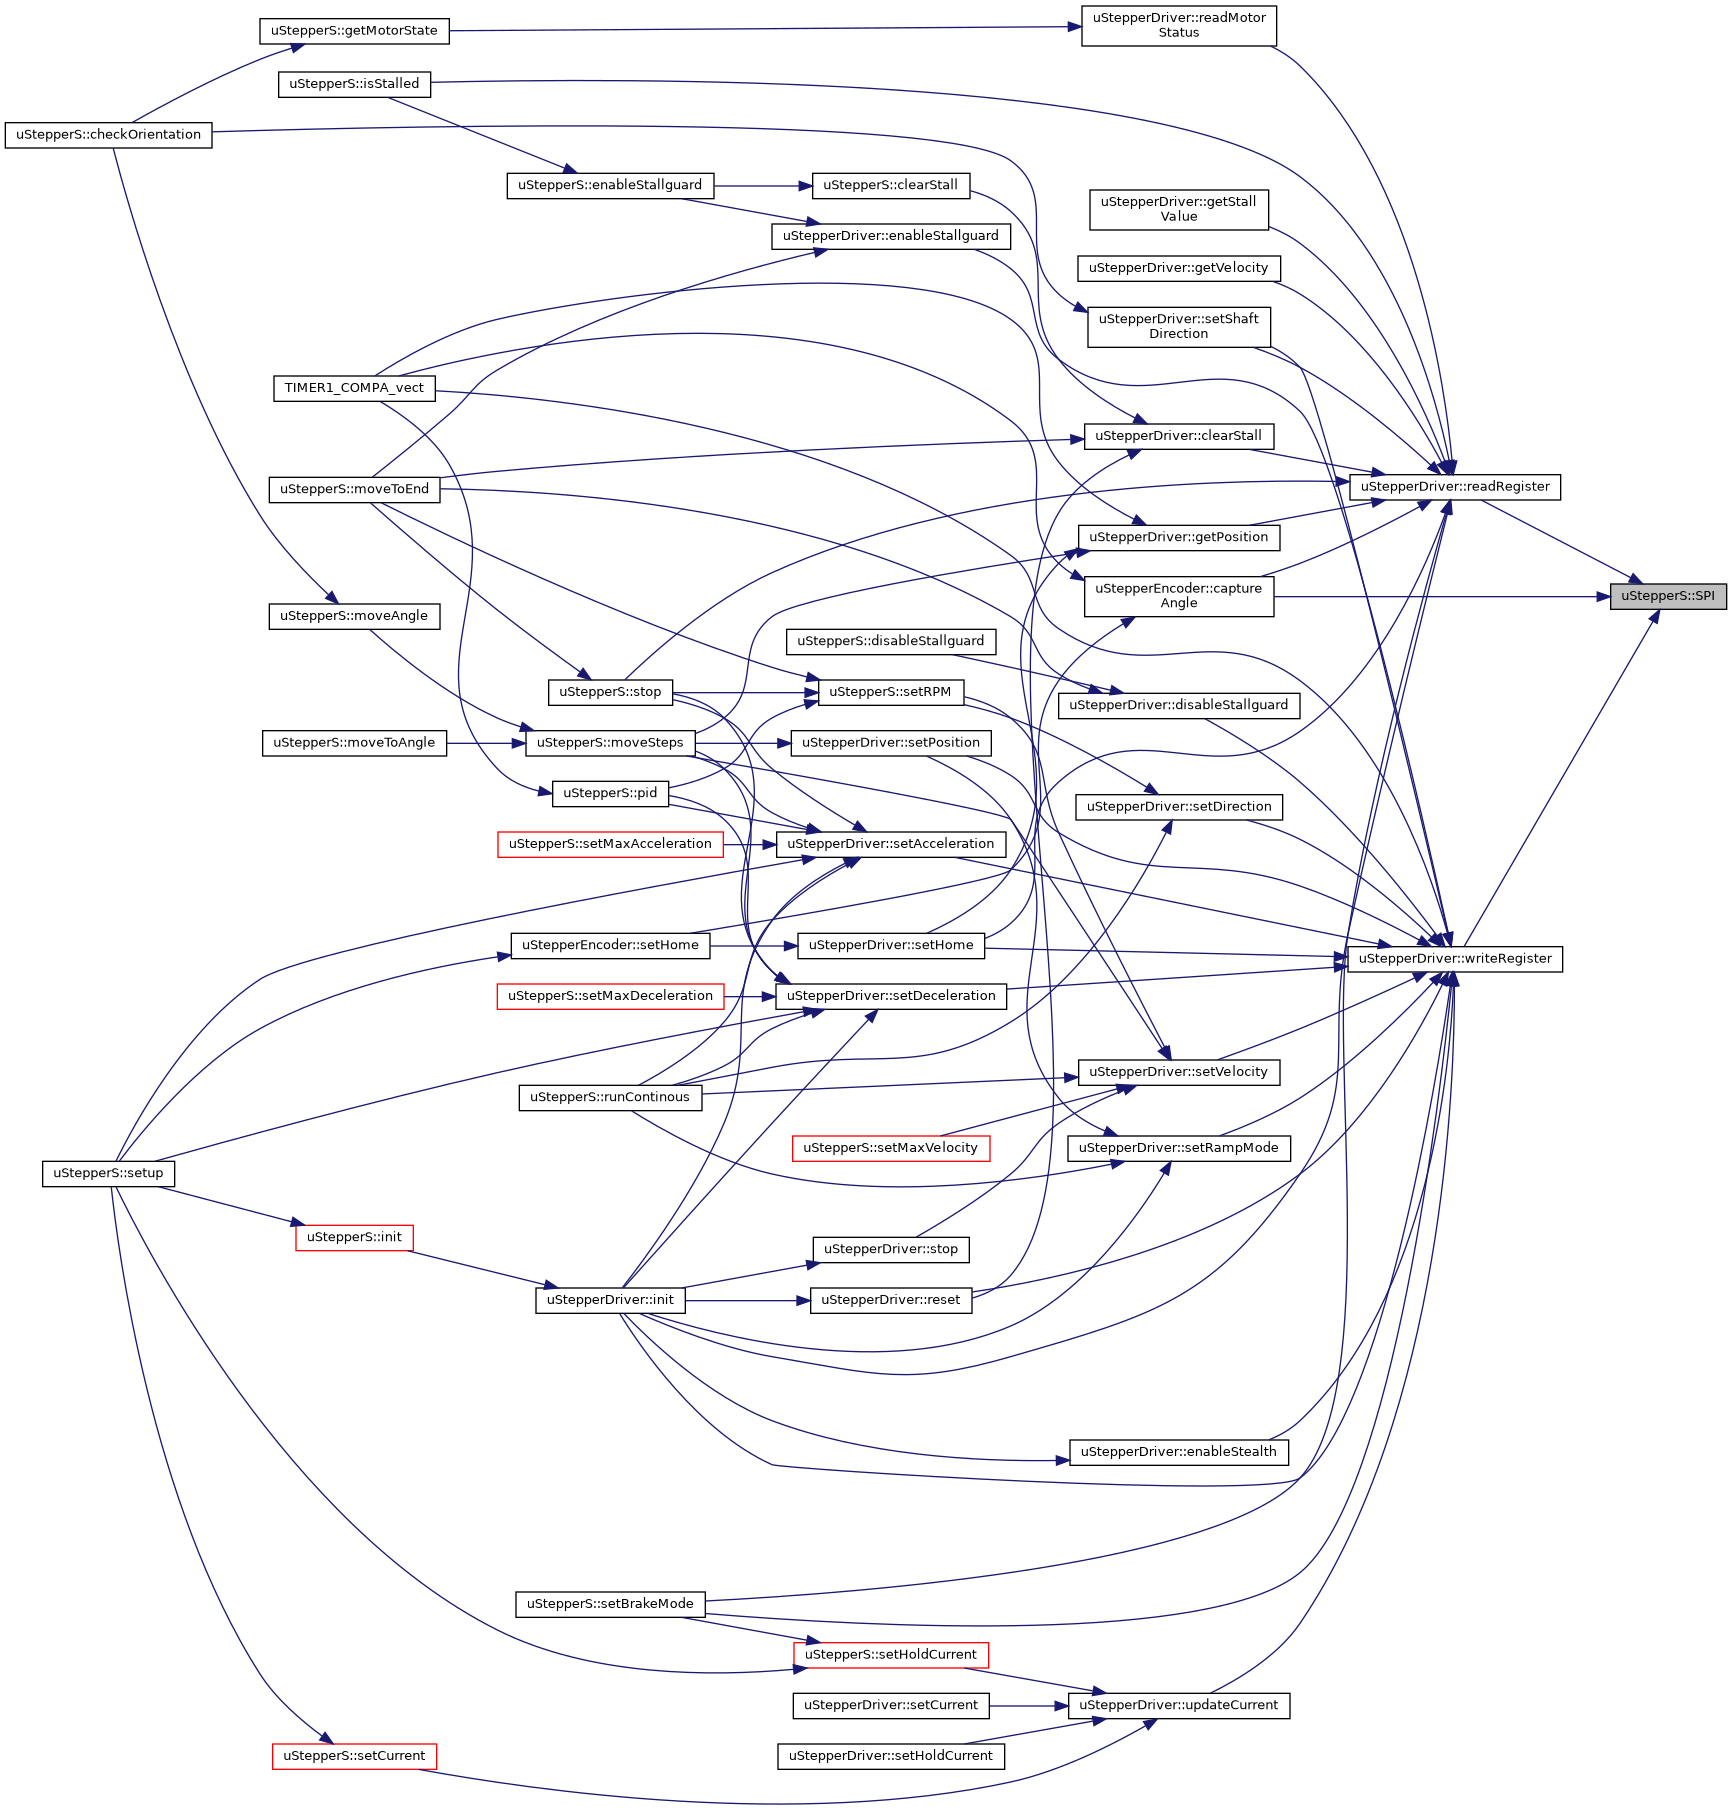 uStepperS::getMotorState
uStepperDriver::readMotor
Status
uStepperS::isStalled
uStepperS::checkOrientation
uStepperS::enableStallguard
uStepperS::clearStall
uStepperDriver::getStall
Value
uStepperDriver::enableStallguard
uStepperDriver::getVelocity
uStepperDriver::setShaft
Direction
TIMER1_COMPA_vect
uStepperDriver::clearStall
uStepperS::moveToEnd
uStepperDriver::readRegister
uStepperDriver::getPosition
uStepperEncoder::capture
Angle
uStepperS::SPI
uStepperS::moveAngle
uStepperS::disableStallguard
uStepperS::stop
uStepperS::setRPM
uStepperDriver::disableStallguard
uStepperS::moveToAngle
uStepperS::moveSteps
uStepperDriver::setPosition
uStepperS::pid
uStepperDriver::setDirection
uStepperS::setMaxAcceleration
uStepperDriver::setAcceleration
uStepperEncoder::setHome
uStepperDriver::setHome
uStepperDriver::writeRegister
uStepperS::setMaxDeceleration
uStepperDriver::setDeceleration
uStepperDriver::setVelocity
uStepperS::runContinous
uStepperS::setMaxVelocity
uStepperDriver::setRampMode
uStepperS::setup
uStepperS::init
uStepperDriver::stop
uStepperDriver::init
uStepperDriver::reset
uStepperDriver::enableStealth
uStepperS::setBrakeMode
uStepperS::setHoldCurrent
uStepperDriver::setCurrent
uStepperDriver::updateCurrent
uStepperS::setCurrent
uStepperDriver::setHoldCurrent